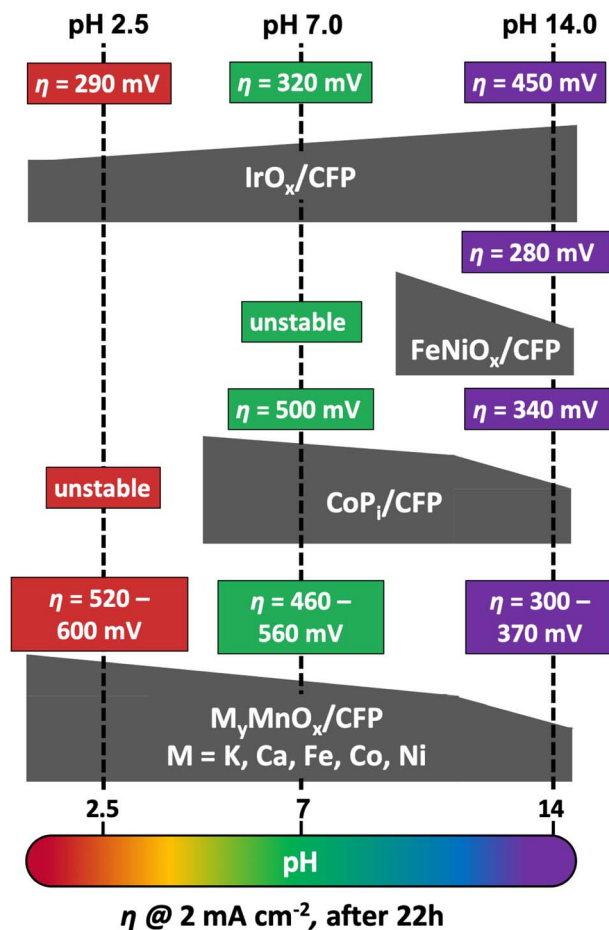 pH 2.5 pH 7.0 pH 14.0
η = 290 mV η = 320 mV η = 450 mV
IrOₓ/CFP
η = 280 mV
unstable
FeNiOₓ/CFP
η = 500 mV η = 340 mV
unstable
CoPᵢ/CFP
η = 520 –
600 mV
η = 460 –
560 mV
η = 300 –
370 mV
MᵧMnOₓ/CFP
M = K, Ca, Fe, Co, Ni
2.5 7 14
pH
η @ 2 mA cm⁻², after 22h